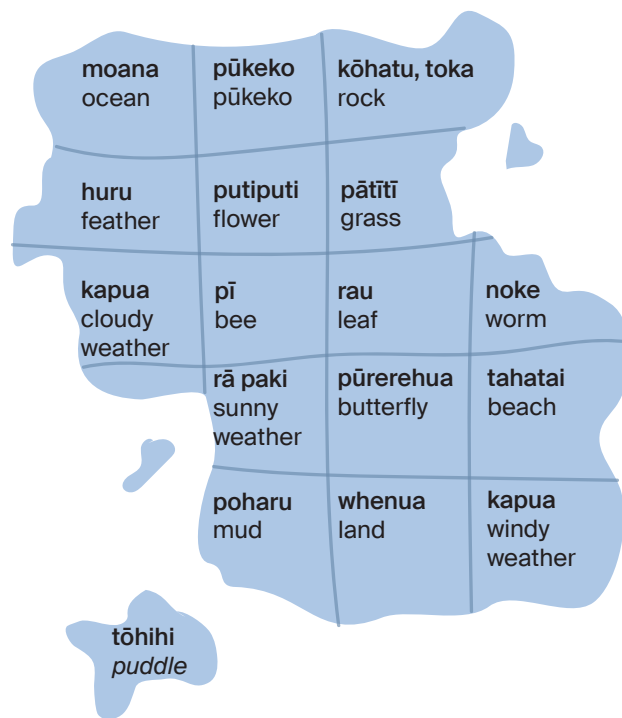 moana
ocean
pūkeko
pūkeko
kōhatu, toka
rock
huru
feather
putiputi
flower
pātītī
grass
kapua
cloudy
weather
pī
bee
rau
leaf
noke
worm
rā paki
sunny
weather
pūrerehua
butterfly
tahatai
beach
poharu
mud
whenua
land
kapua
windy
weather
tōhihi
puddle